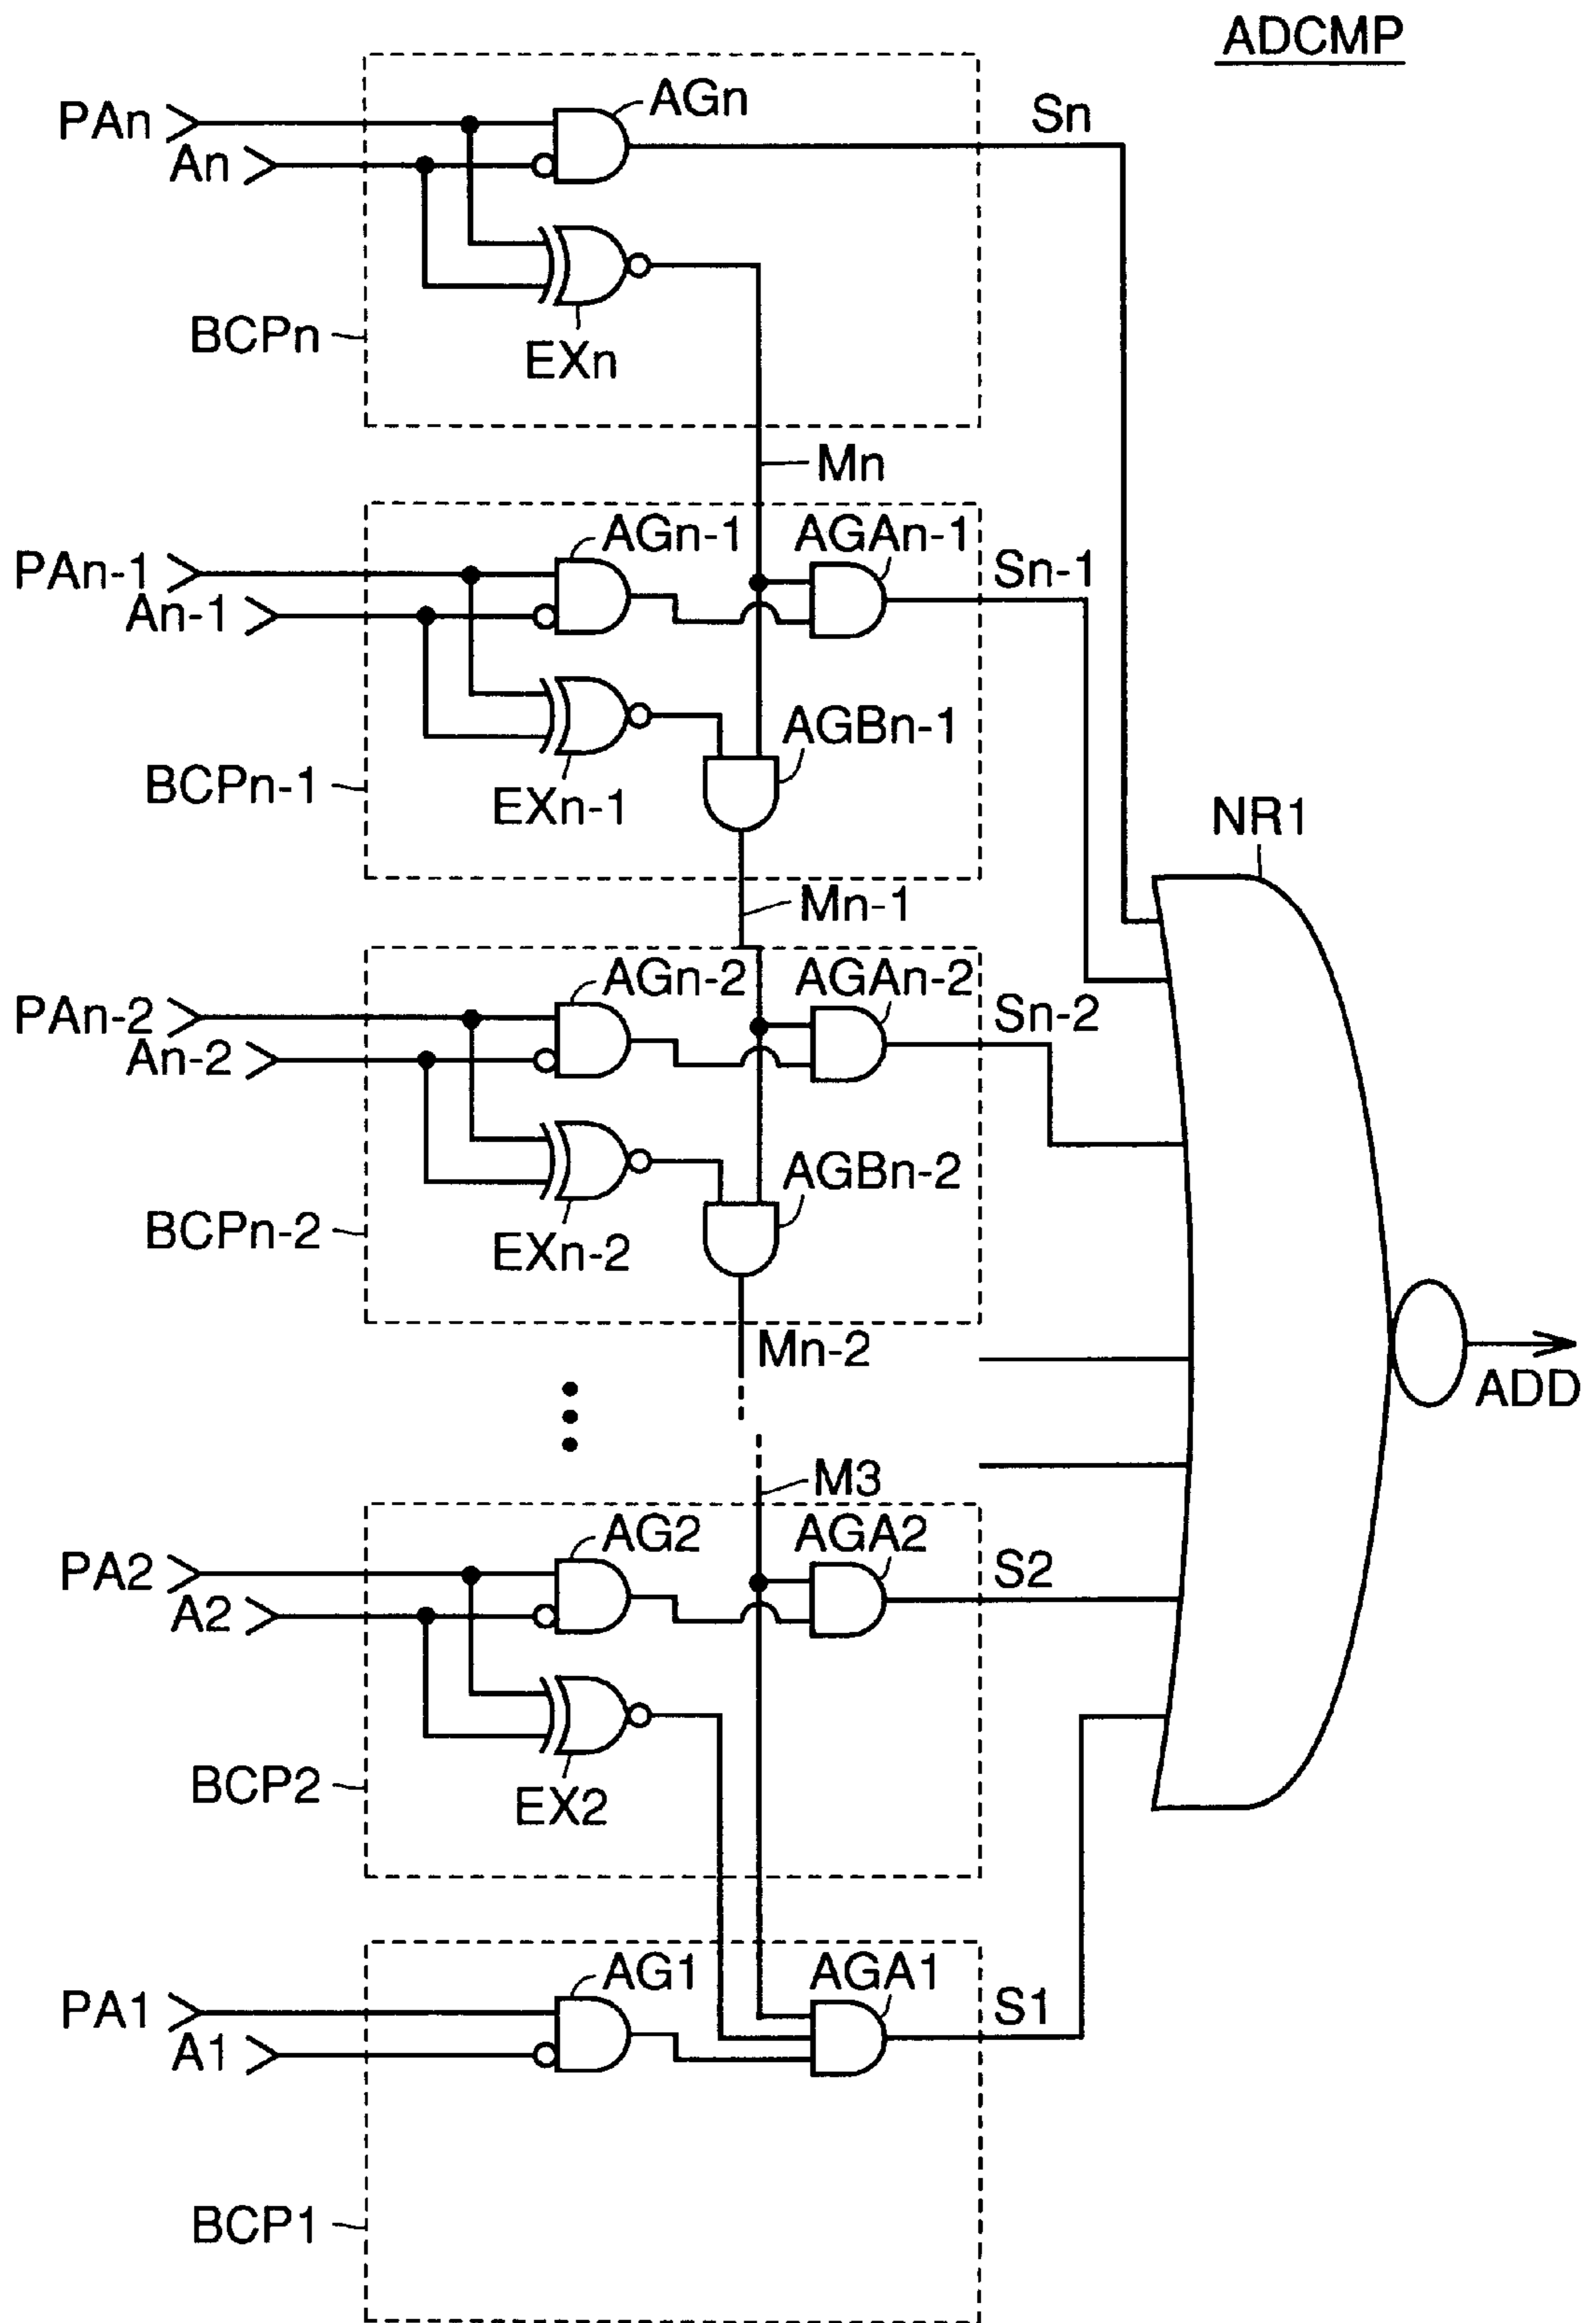 ADCMP
PAn
An
AGn
Sn
EXn
BCPn
Mn
PAn-1
An-1
AGn-1
AGAn-1
Sn-1
AGBn-1
EXn-1
BCPn-1
NR1
Mn-1
PAn-2
An-2
AGn-2
AGAn-2
Sn-2
AGBn-2
EXn-2
BCPn-2
Mn-2
ADD
M3
PA2
A2
AG2
AGA2
S2
BCP2
EX2
PA1
A1
AG1
AGA1
S1
BCP1